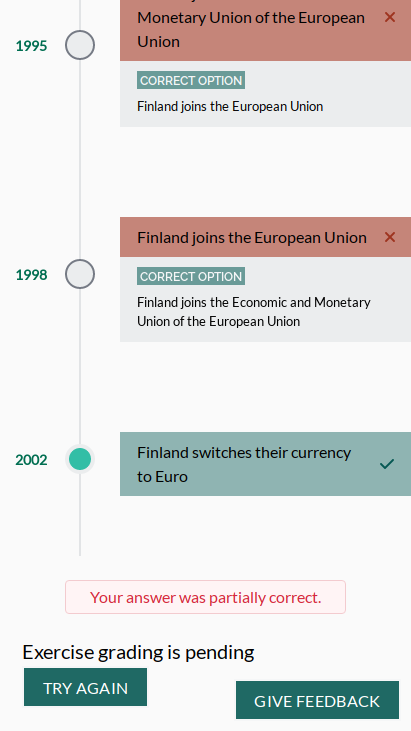 Monetary Union of the European
Union
1995
CORRECT OPTION
Finland joins the European Union
Finland joins the European Union
1998
CORRECT OPTION
Finland joins the Economic and Monetary
Union of the European Union
Finland switches their currency
to Euro
2002
Your answer was partially correct.
Exercise grading is pending
TRY AGAIN
GIVE FEEDBACK